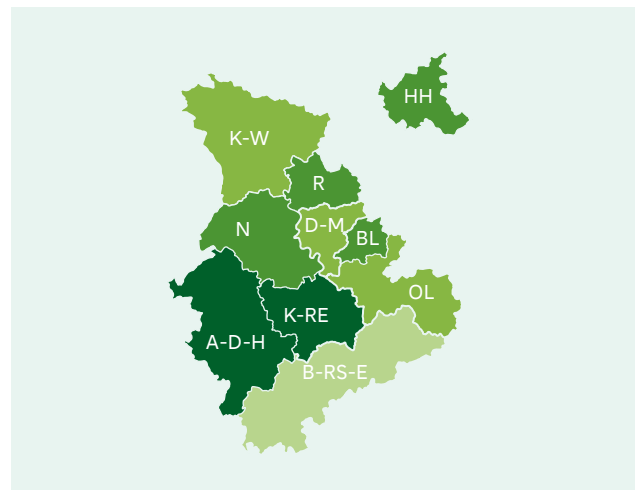 HH
K-W
R
D-M
N
BL
OL
K-RE
A-D-H
B-RS-E